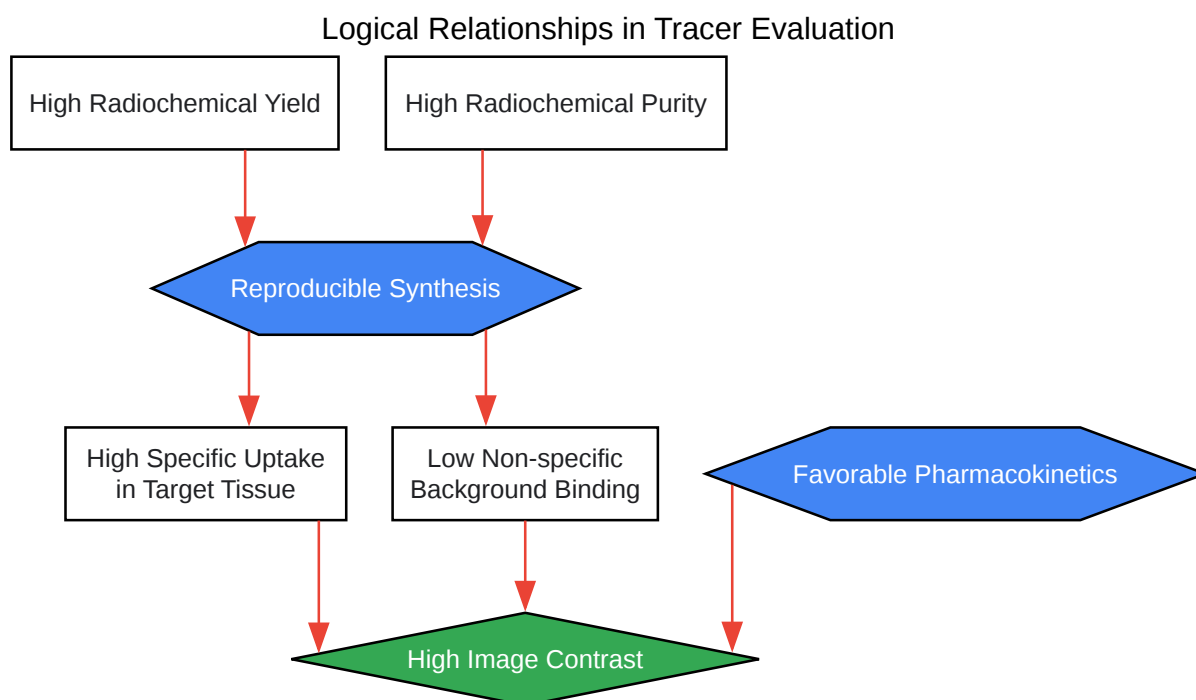 Logical Relationships in Tracer Evaluation
High Radiochemical Yield
High Radiochemical Purity
Reproducible Synthesis
High Specific Uptake
in Target Tissue
Low Non-specific
Background Binding
Favorable Pharmacokinetics
High Image Contrast